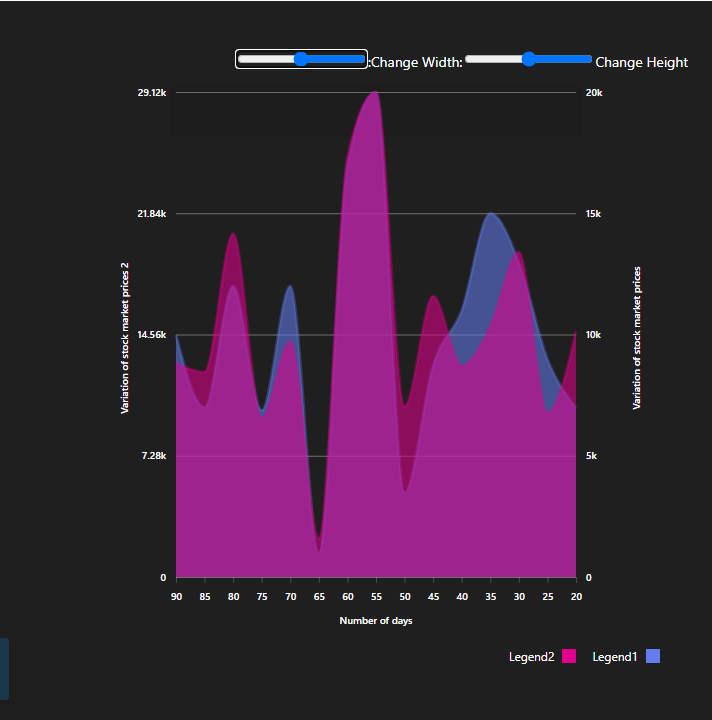 :Change Width: Change Height
29.12k 20k
21.84k 15k
Variation of stock market prices 2
Variation of stock market prices
14.56k 10k
7.28k 5k
0 0
90 85 80 75 70 65 60 55 50 45 40 35 30 25 20
Number of days
Legend2 Legend1